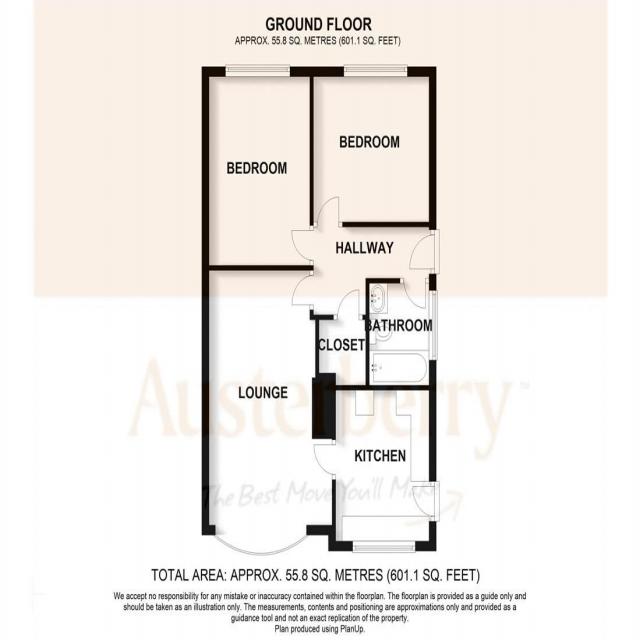 GROUND FLOOR
APPROX. 55.8 SQ. METRES (601.1 SQ. FEET)
BEDROOM
BEDROOM
HALLWAY
BATHROOM
CLOSET
LOUNGE
Austerberry
KITCHEN
The Best Move You'll Make
TOTAL AREA: APPROX. 55.8 SQ. METRES (601.1 SQ. FEET)
We accept no responsibility for any mistake or inaccuracy contained within the floorplan. The floorplan is provided as a guide only and
should be taken as an illustration only. The measurements, contents and positioning are approximations only and provided as a
guidance tool and not an exact replication of the property.
Plan produced using PlanUp.